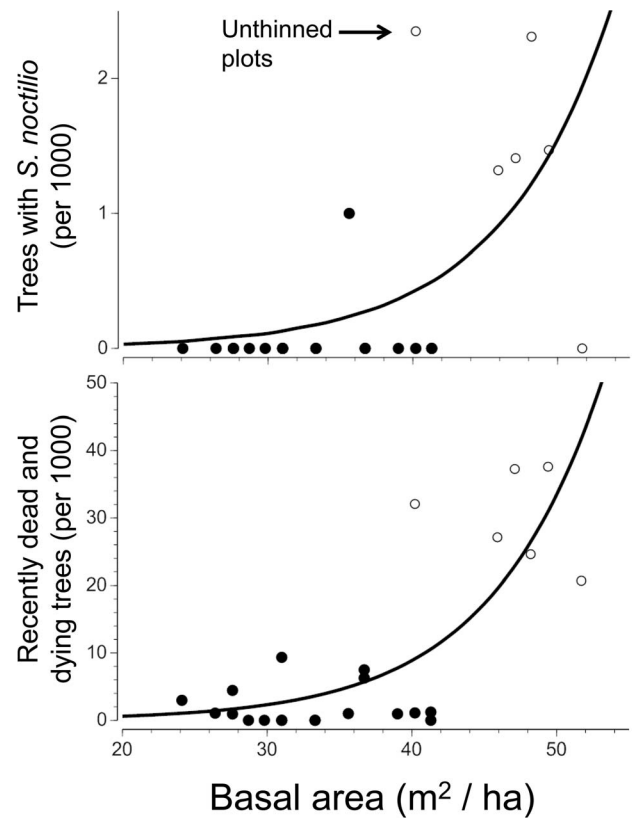 Unthinned
plots
Trees with S. noctilio
(per 1000)
2
1
0
Recently dead and
dying trees (per 1000)
50
40
30
20
10
0
20 30 40 50
Basal area (m² / ha)